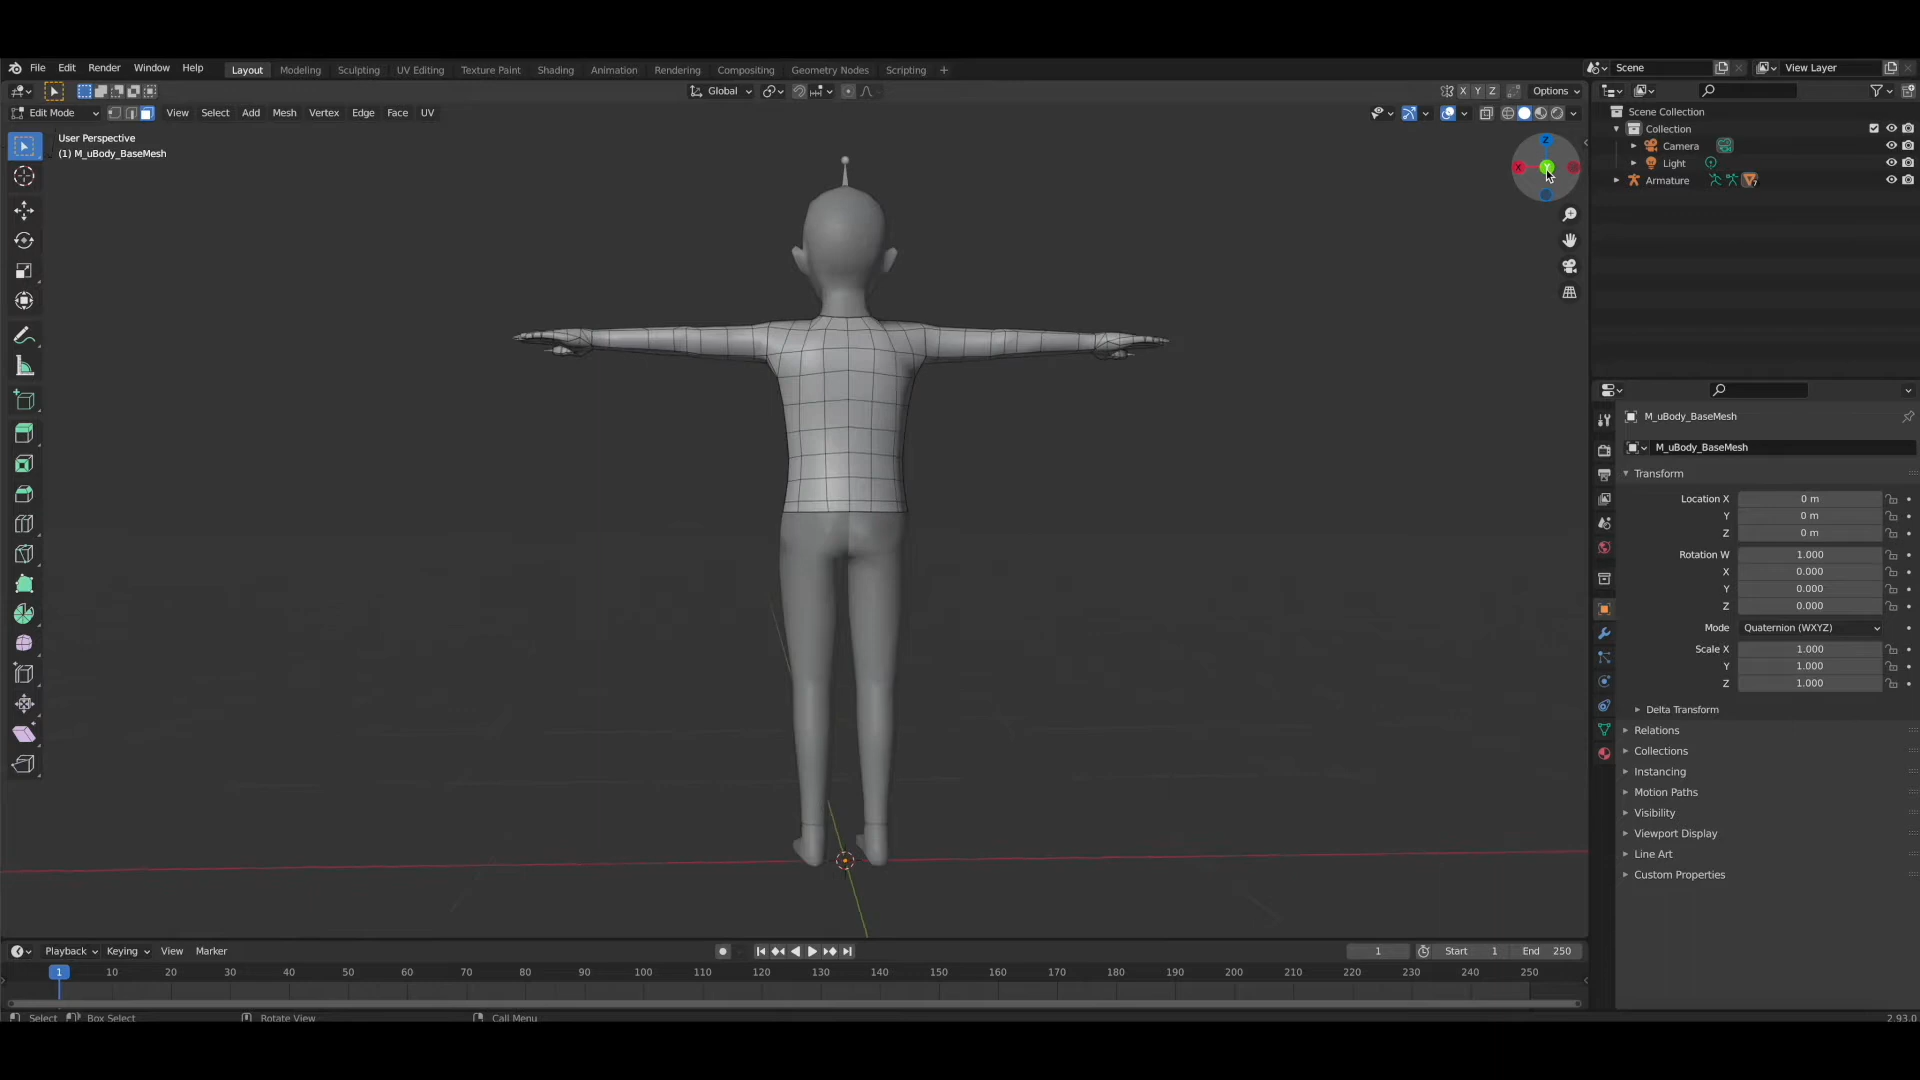 File Edit Render Window Help Layout Modeling Sculpting UV Editing Texture Paint Shading Animation Rendering Compositing Geometry Nodes Scripting + Scene View Layer
Global X Y Z Options
Edit Mode View Select Add Mesh Vertex Edge Face UV
User Perspective
(1) M_uBody_BaseMesh
Z
X Y
Scene Collection
Collection
Camera
Light
Armature 7
M_uBody_BaseMesh
M_uBody_BaseMesh
Transform
Location X 0 m
Y 0 m
Z 0 m
Rotation W 1.000
X 0.000
Y 0.000
Z 0.000
Mode Quaternion (WXYZ)
Scale X 1.000
Y 1.000
Z 1.000
Delta Transform
Relations
Collections
Instancing
Motion Paths
Visibility
Viewport Display
Line Art
Custom Properties
Playback Keying View Marker 1 Start 1 End 250
1 10 20 30 40 50 60 70 80 90 100 110 120 130 140 150 160 170 180 190 200 210 220 230 240 250
Select Box Select Rotate View Call Menu 2.93.0